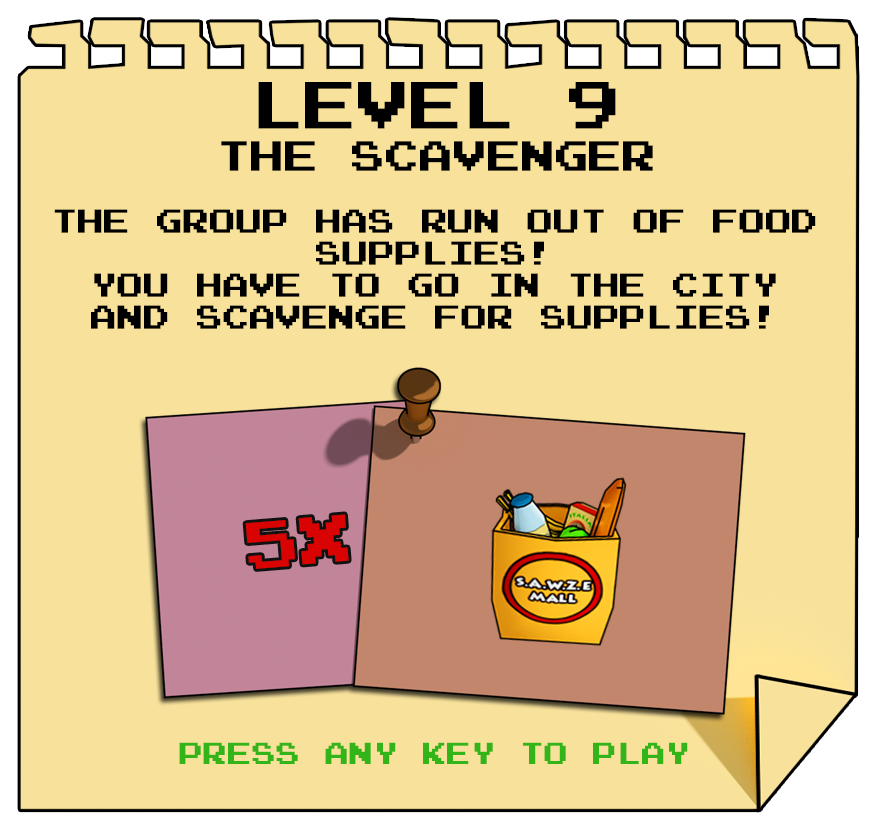 LEVEL 9
THE SCAVENGER
THE GROUP HAS RUN OUT OF FOOD
SUPPLIES!
YOU HAVE TO GO IN THE CITY
AND SCAVENGE FOR SUPPLIES!
5X
ITALIA
S.A.W.Z.E
MALL
PRESS ANY KEY TO PLAY